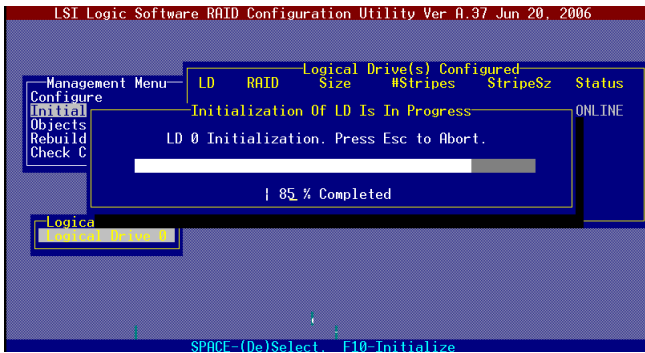 LSI Logic Software RAID Configuration Utility Ver A.37 Jun 20, 2006
Logical Drive(s) Configured
Management Menu
LD RAID Size #Stripes StripeSz Status
Configure
Initial
Initialization Of LD Is In Progress
ONLINE
Objects
Rebuild
LD 0 Initialization. Press Esc to Abort.
Check C
| 85 % Completed
Logica
Logical Drive 0
SPACE-(De)Select, F10-Initialize